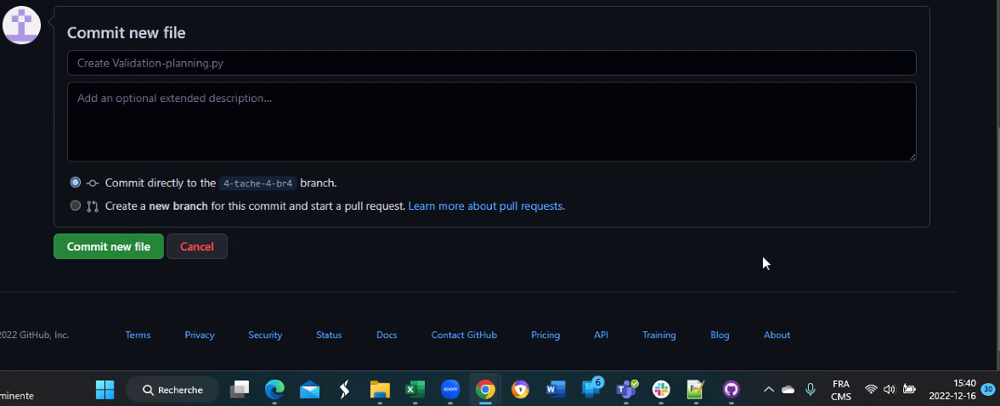 Commit new file
Create Validation-planning.py
Add an optional extended description...
Commit directly to the 4-tache-4-br4 branch.
Create a new branch for this commit and start a pull request. Learn more about pull requests.
Commit new file Cancel
2022 GitHub, Inc. Terms Privacy Security Status Docs Contact GitHub Pricing API Training Blog About
minente
Recherche
zoom
6
FRA
CMS
15:40
2022-12-16
30